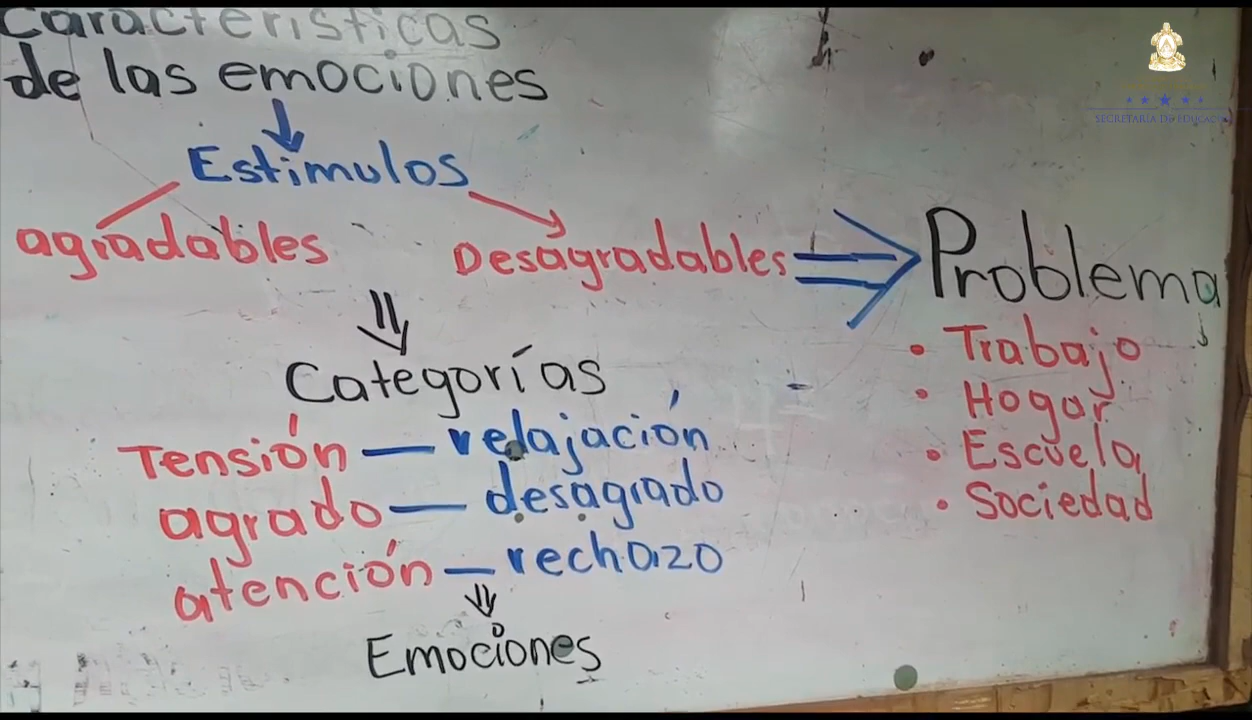 Características
de las emociones
Estímulos
agradables
Desagradables
Problema
Categorías
Tensión — relajación
agrado — desagrado
atención — rechazo
Emociones
• Trabajo
• Hogar
• Escuela
• Sociedad
SECRETARÍA DE EDUCACIÓN